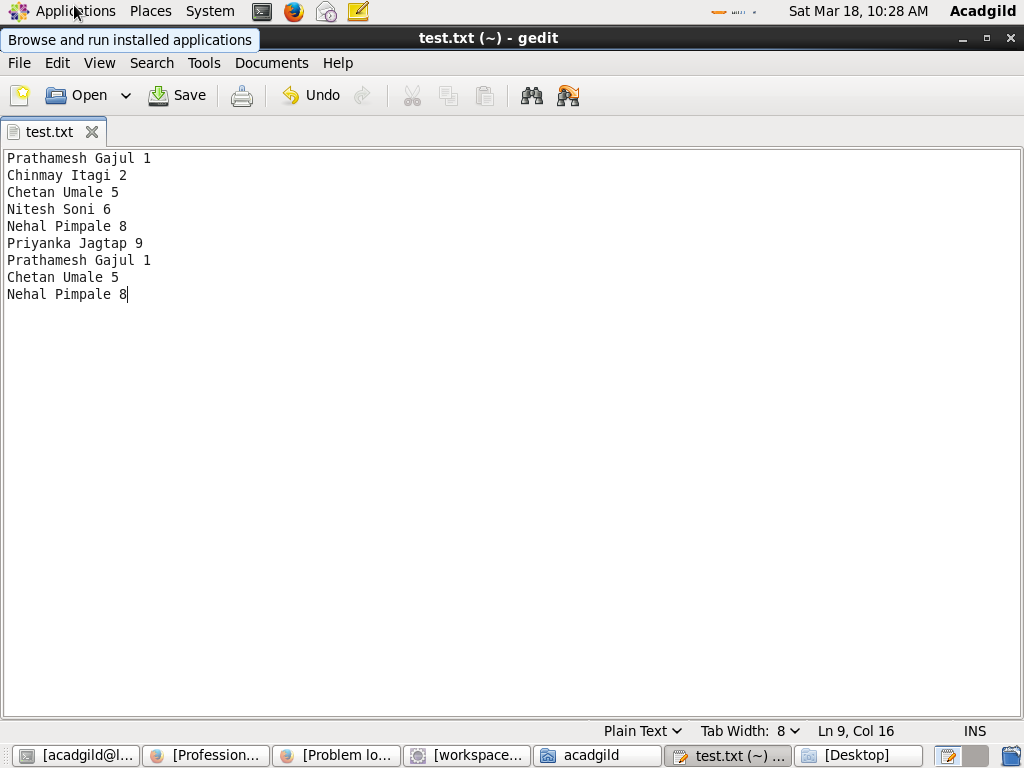 Applications Places System Sat Mar 18, 10:28 AM Acadgild
Browse and run installed applications
test.txt (~) - gedit
File Edit View Search Tools Documents Help
Open Save Undo
test.txt
Prathamesh Gajul 1
Chinmay Itagi 2
Chetan Umale 5
Nitesh Soni 6
Nehal Pimpale 8
Priyanka Jagtap 9
Prathamesh Gajul 1
Chetan Umale 5
Nehal Pimpale 8
Plain Text Tab Width: 8 Ln 9, Col 16 INS
[acadgild@l... [Profession... [Problem lo... [workspace... acadgild test.txt (~) ... [Desktop]